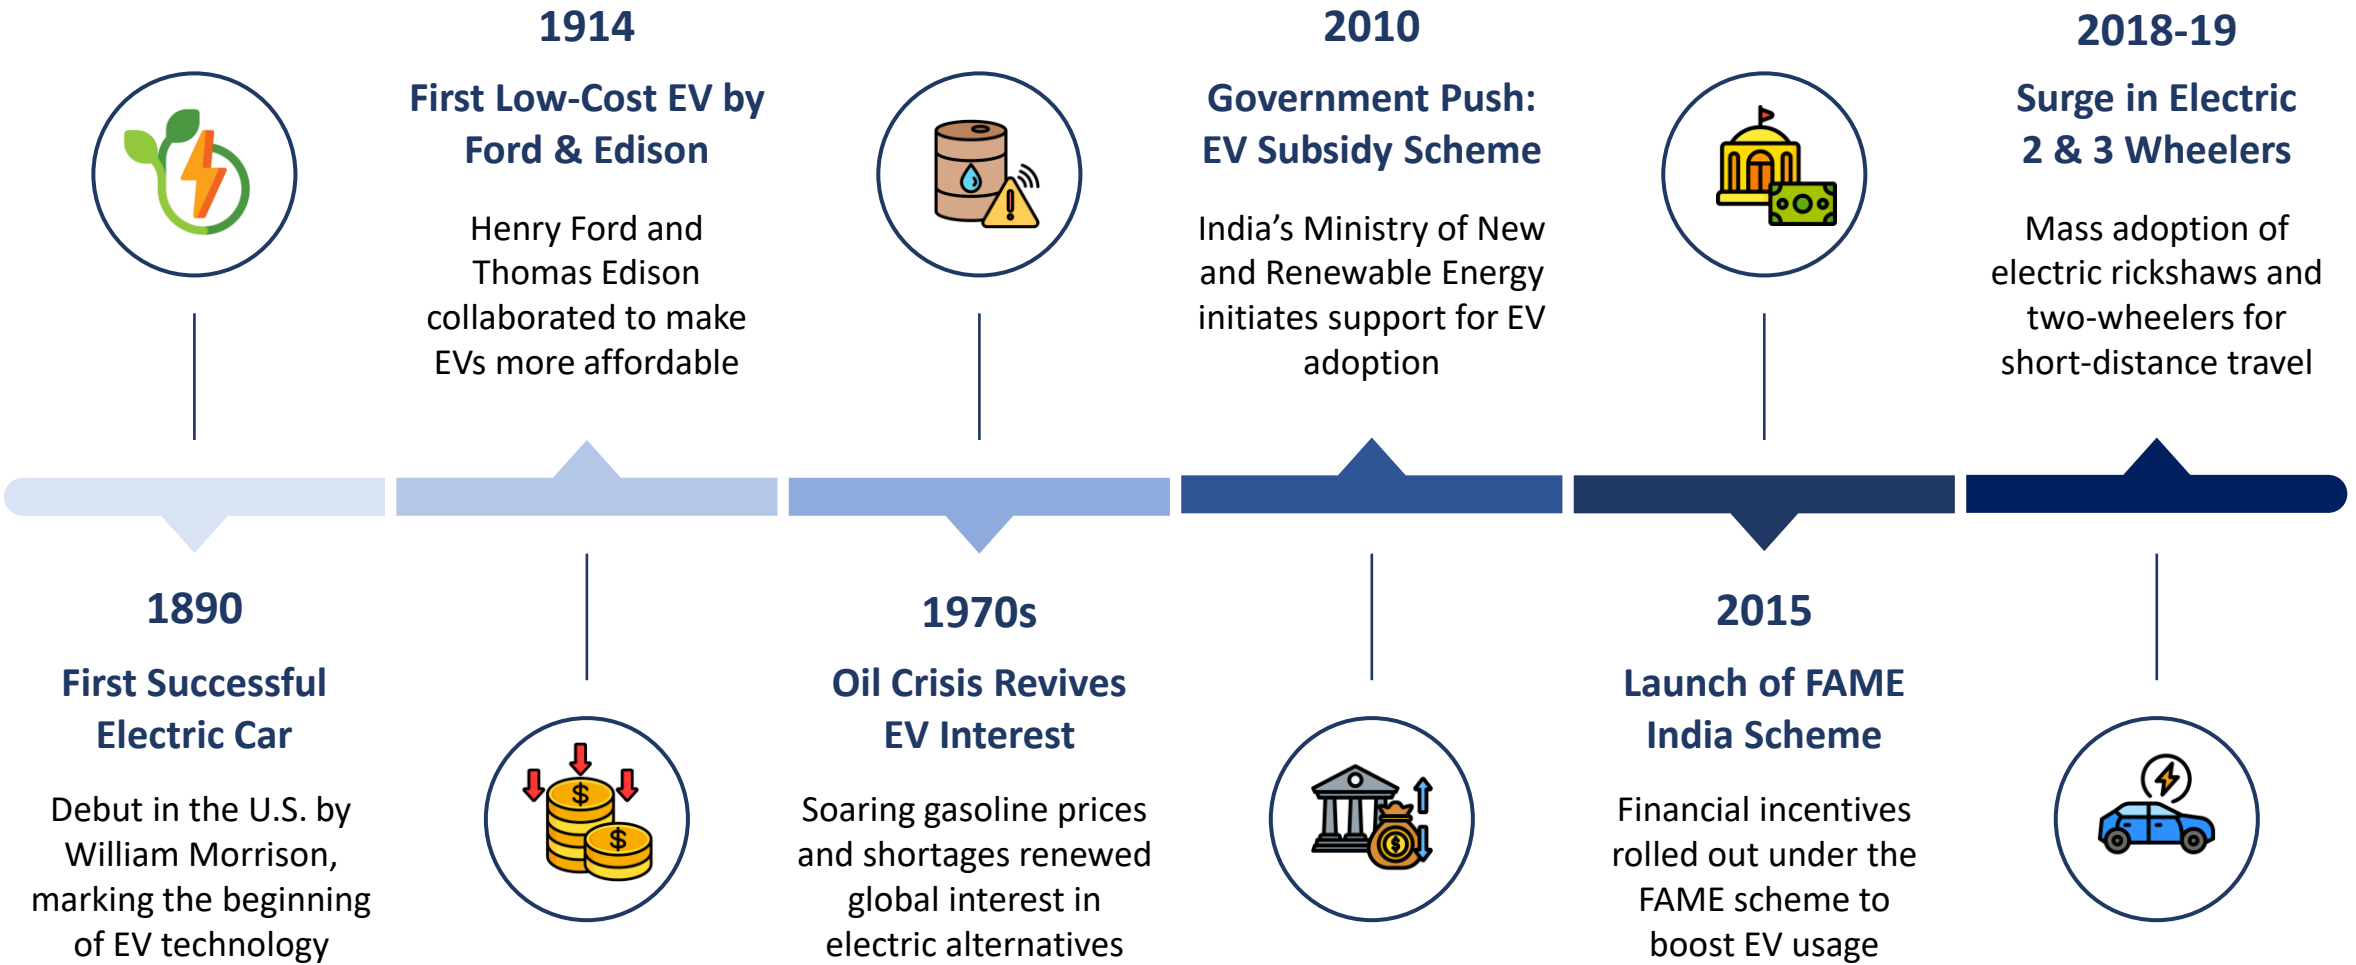 1890
First Successful
Electric Car
Debut in the U.S. by
William Morrison,
marking the beginning
of EV technology
1914
First Low-Cost EV by
Ford & Edison
Henry Ford and
Thomas Edison
collaborated to make
EVs more affordable
1970s
Oil Crisis Revives
EV Interest
Soaring gasoline prices
and shortages renewed
global interest in
electric alternatives
2010
Government Push:
EV Subsidy Scheme
India’s Ministry of New
and Renewable Energy
initiates support for EV
adoption
2015
Launch of FAME
India Scheme
Financial incentives
rolled out under the
FAME scheme to
boost EV usage
2018-19
Surge in Electric
2 & 3 Wheelers
Mass adoption of
electric rickshaws and
two-wheelers for
short-distance travel